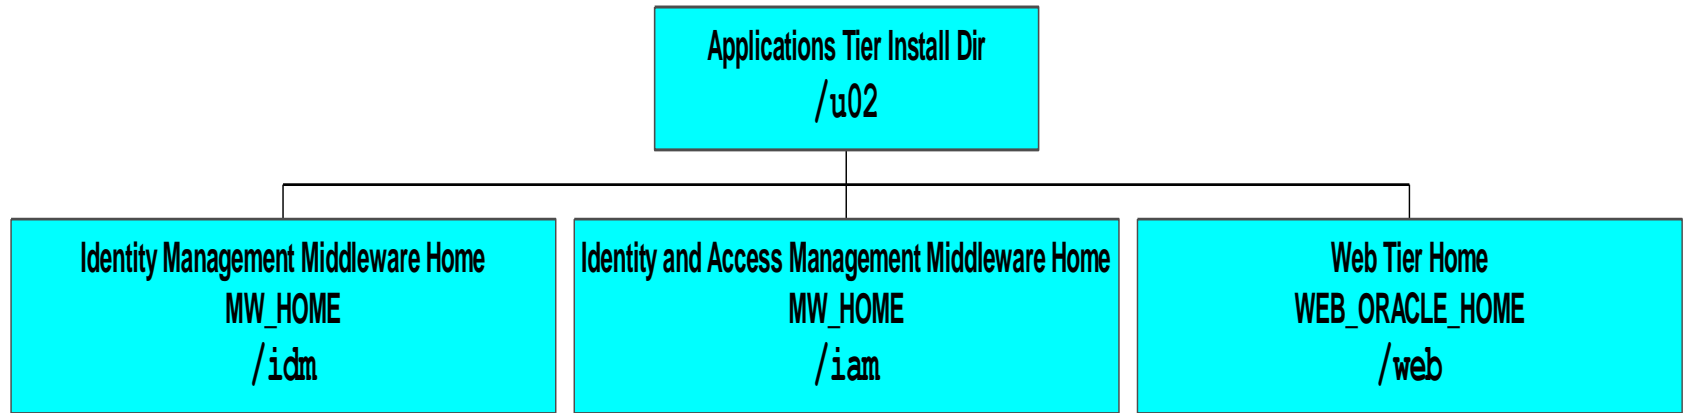 Applications Tier Install Dir
/u02
Identity Management Middleware Home
MW_HOME
/idm
Identity and Access Management Middleware Home
MW_HOME
/iam
Web Tier Home
WEB_ORACLE_HOME
/web